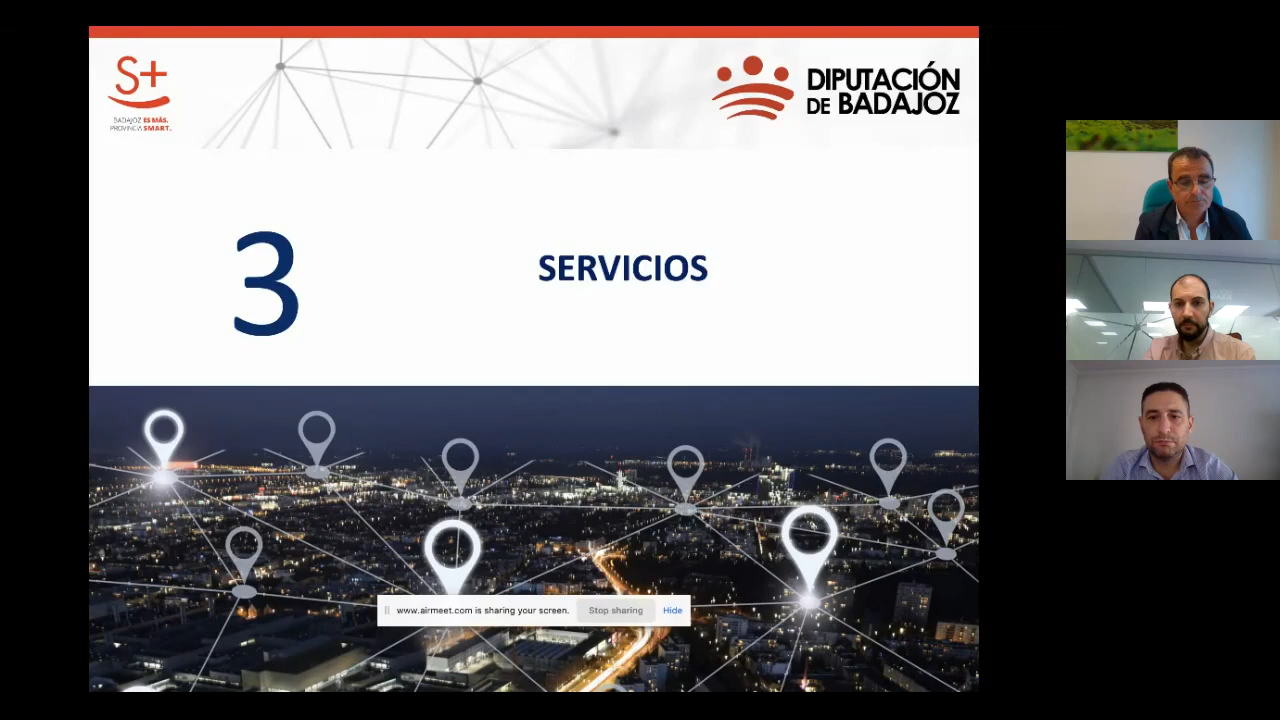 S+
BADAJOZ ES MÁS.
PROVINCIA SMART.
DIPUTACIÓN
DE BADAJOZ
3
SERVICIOS
www.airmeet.com is sharing your screen.
Stop sharing
Hide